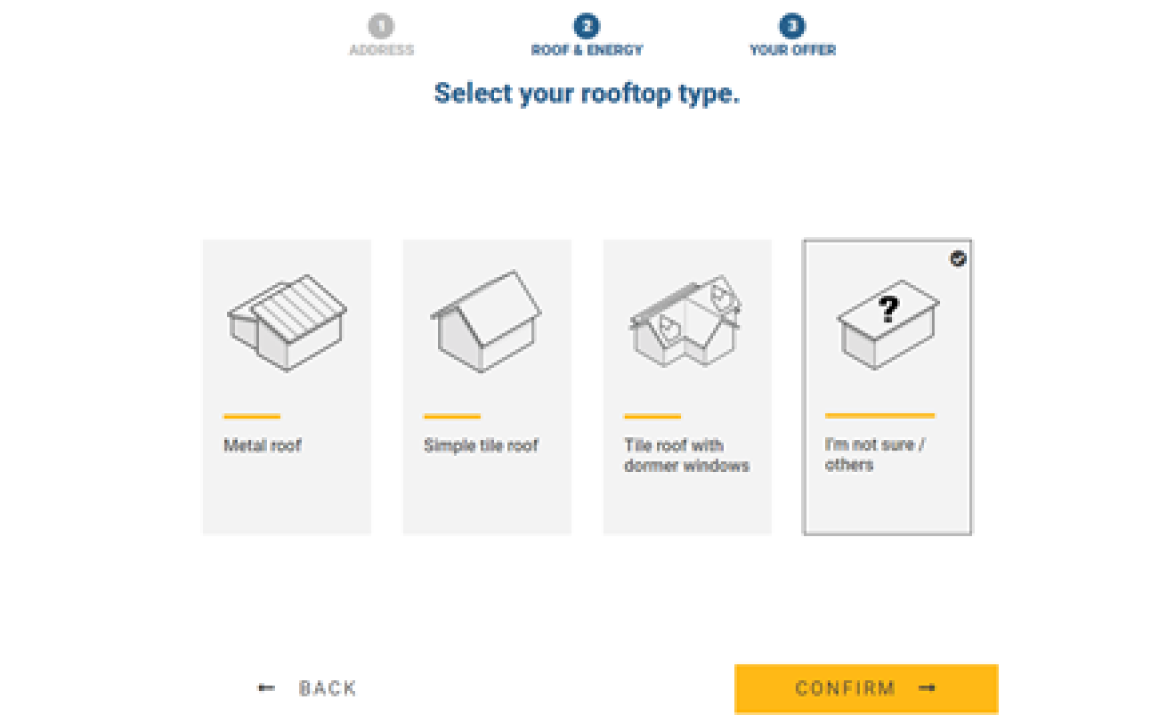 1 2 3
ADDRESS ROOF & ENERGY YOUR OFFER
Select your rooftop type.
?
Metal roof
Simple tile roof
Tile roof with
dormer windows
I'm not sure /
others
← BACK
CONFIRM →